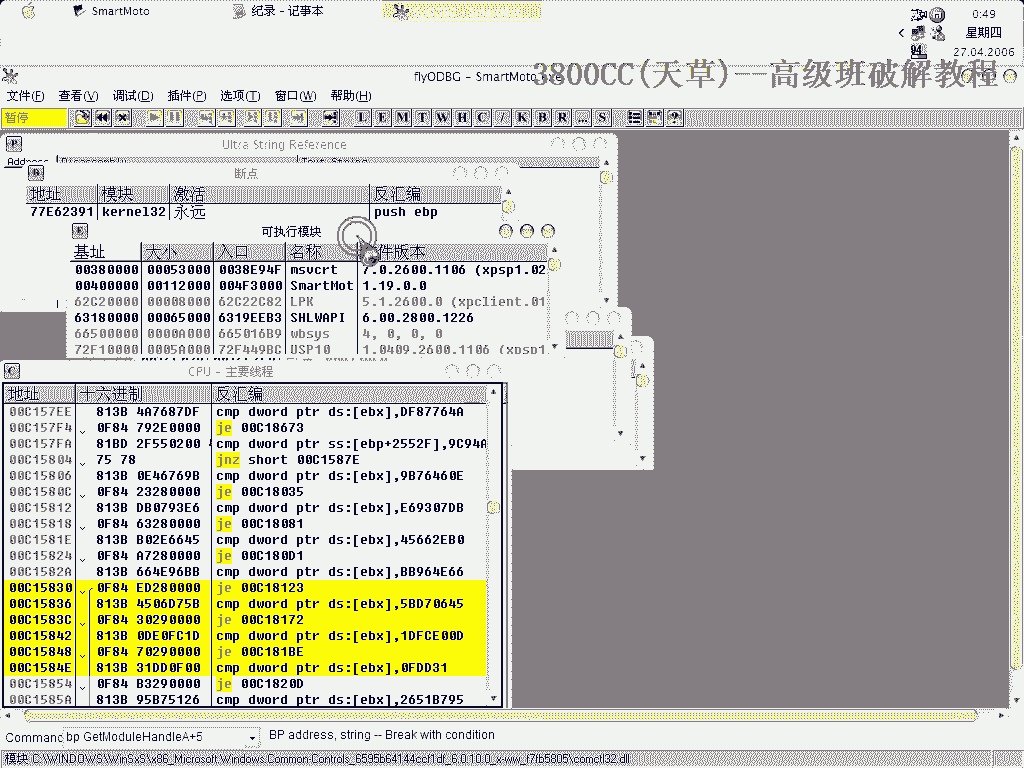 SmartMoto
纪录 - 记事本
0:49
星期四
94
27.04.2006
flyODBG - SmartMoto.exe
3800CC(天草)--高级班破解教程
文件(F) 查看(V) 调试(D) 插件(P) 选项(T) 窗口(W) 帮助(H)
暂停
L E M T W H C / K B R ... S
Ultra String Reference
断点
地址 模块 激活 反汇编
77E62391 kernel32 永远 push ebp
可执行模块
基址 大小 入口 名称 件版本
00380000 00053000 0038E94F msvcrt 7.0.2600.1106 (xpsp1.02
00400000 00112000 004F3000 SmartMot 1.19.0.0
62C20000 00008000 62C22C82 LPK 5.1.2600.0 (xpclient.01
63180000 00065000 6319EEB3 SHLWAPI 6.00.2800.1226
66500000 0000A000 665016B9 wbsys 4, 0, 0, 0
72F10000 0005A000 72F449BC USP10 1.0409.2600.1106 (xpsp1.
CPU - 主要线程
地址 十六进制 反汇编
00C157EE 813B 4A7687DF cmp dword ptr ds:[ebx],DF87764A
00C157F4 0F84 792E0000 je 00C18673
00C157FA 81BD 2F550200 cmp dword ptr ss:[ebp+2552F],9C94A
00C15804 75 78 jnz short 00C1587E
00C15806 813B 0E46769B cmp dword ptr ds:[ebx],9B76460E
00C1580C 0F84 23280000 je 00C18035
00C15812 813B DB0793E6 cmp dword ptr ds:[ebx],E69307DB
00C15818 0F84 63280000 je 00C18081
00C1581E 813B B02E6645 cmp dword ptr ds:[ebx],45662EB0
00C15824 0F84 A7280000 je 00C180D1
00C1582A 813B 664E96BB cmp dword ptr ds:[ebx],BB964E66
00C15830 0F84 ED280000 je 00C18123
00C15836 813B 4506D75B cmp dword ptr ds:[ebx],5BD70645
00C1583C 0F84 30290000 je 00C18172
00C15842 813B 0DE0FC1D cmp dword ptr ds:[ebx],1DFCE00D
00C15848 0F84 70290000 je 00C181BE
00C1584E 813B 31DD0F00 cmp dword ptr ds:[ebx],0FDD31
00C15854 0F84 B3290000 je 00C1820D
00C1585A 813B 95B75126 cmp dword ptr ds:[ebx],2651B795
Command bp GetModuleHandleA+5 BP address, string -- Break with condition
模块 C:\WINDOWS\WinSxS\x86_Microsoft.Windows.Common-Controls_6595b64144ccf1df_6.0.10.0_x-ww_f7fb5805\comctl32.dll